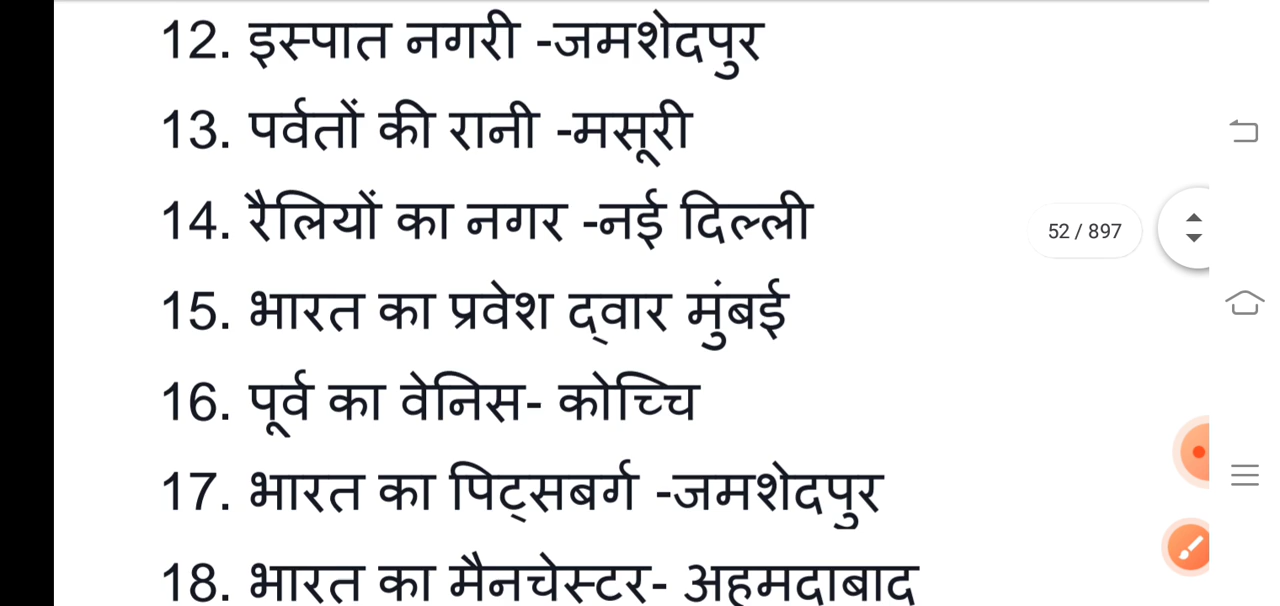 12. इस्पात नगरी -जमशेदपुर
13. पर्वतों की रानी -मसूरी
14. रैलियों का नगर -नई दिल्ली
52 / 897
15. भारत का प्रवेश द्वार मुंबई
16. पूर्व का वेनिस- कोच्चि
17. भारत का पिट्सबर्ग -जमशेदपुर
18. भारत का मैनचेस्टर- अहमदाबाद